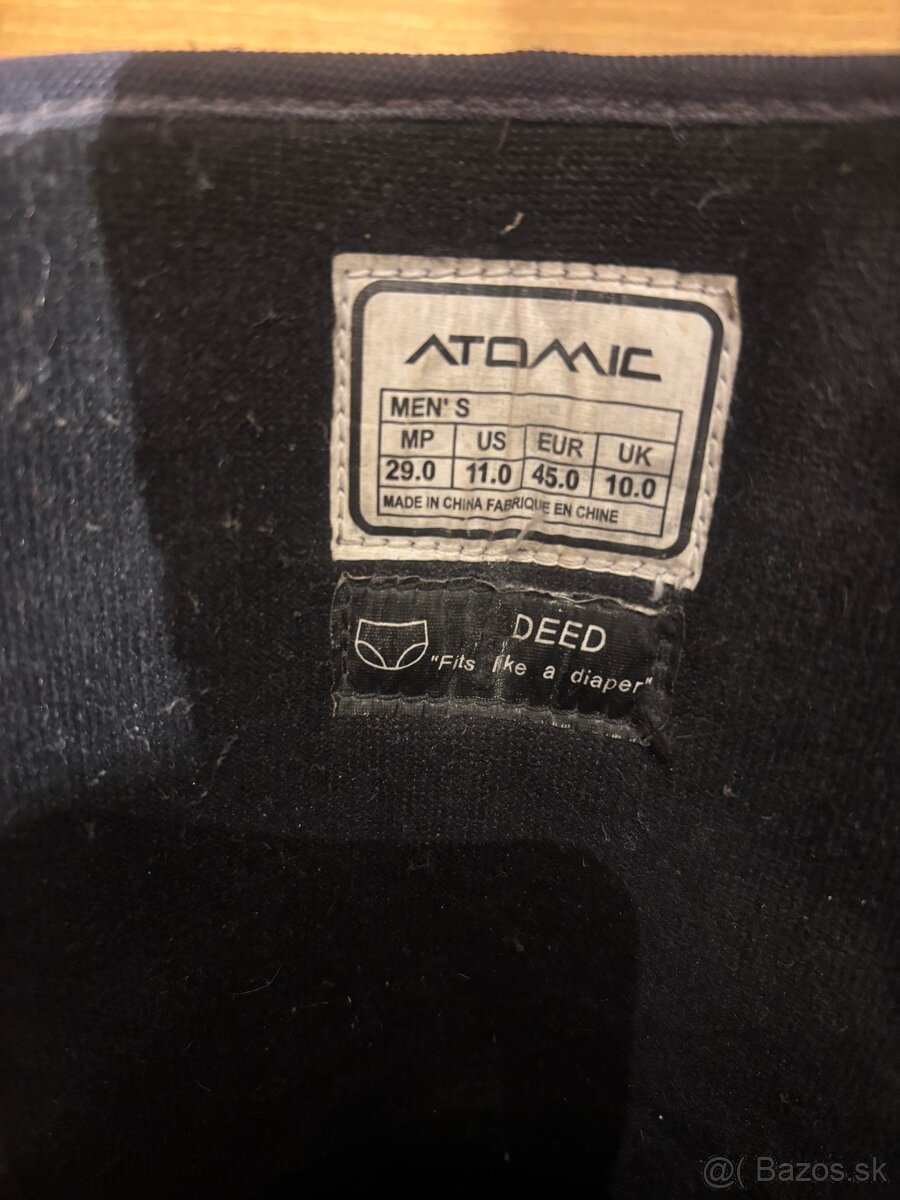 ATOMIC
MEN'S
MP US EUR UK
29.0 11.0 45.0 10.0
MADE IN CHINA FABRIQUE EN CHINE
DEED
"Fits like a diaper"
@( Bazos.sk